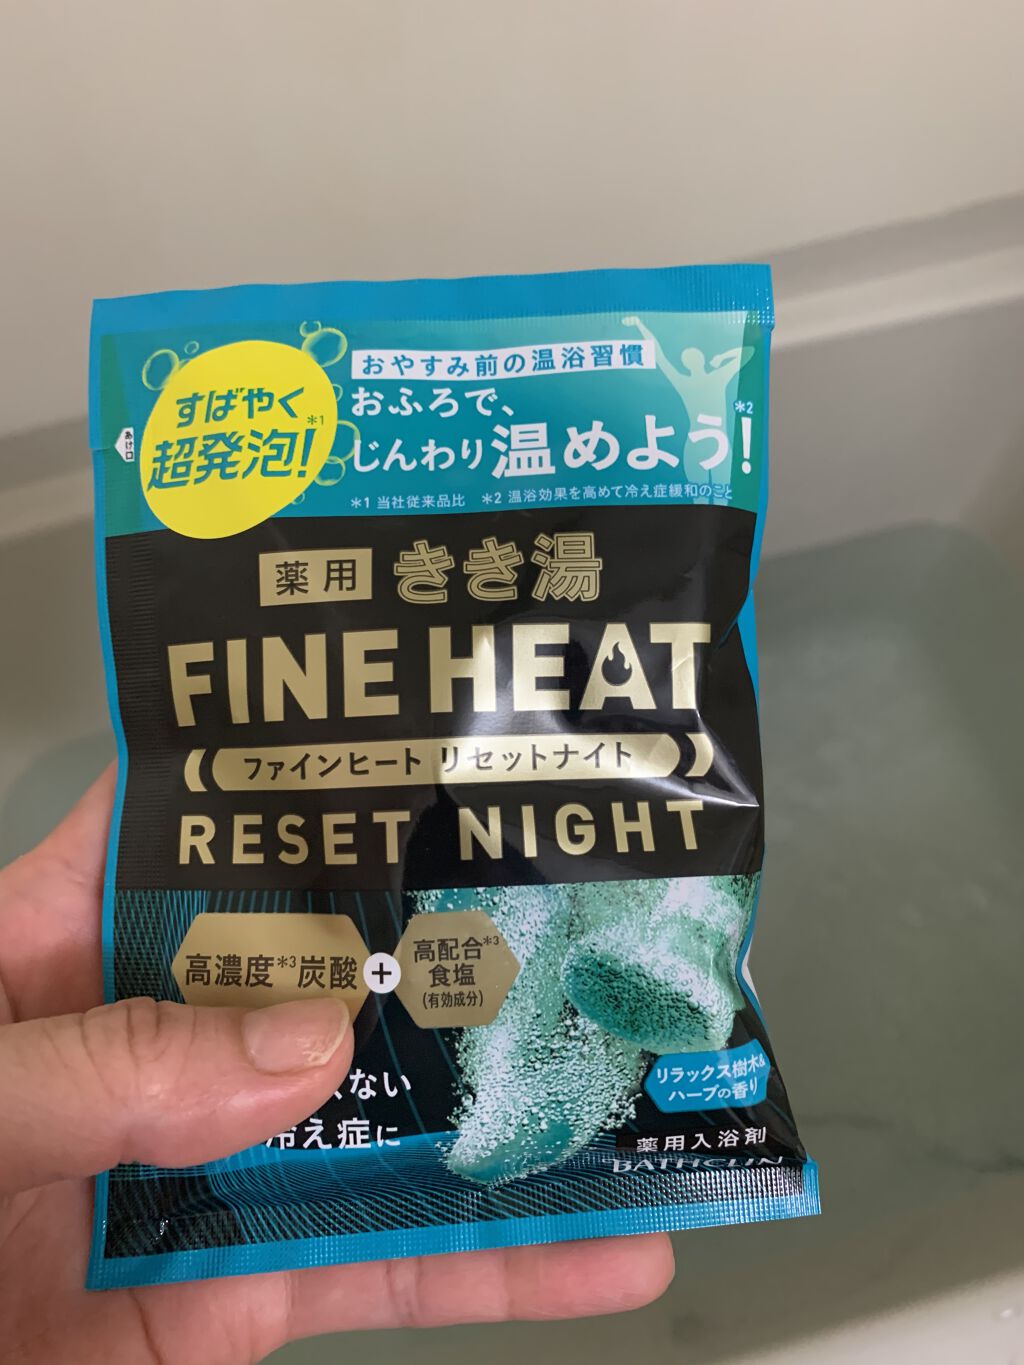 おやすみ前の温浴習慣
すばやく
超発泡!*1
おふろで、
じんわり温めよう!*2
*1 当社従来品比 *2 温浴効果を高めて冷え症緩和のこと
あけ口
薬用 きき湯
FINE HEAT
ファインヒート リセットナイト
RESET NIGHT
高濃度*3炭酸
+
高配合*3
食塩
(有効成分)
リラックス樹木&
ハーブの香り
ない
冷え症に
薬用入浴剤
BATHCLIN